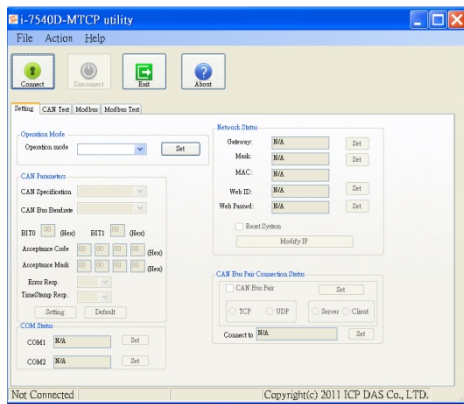 i-7540D-MTCP utility
File Action Help
Connect Disconnect Exit About
Setting CAN Test Modbus Modbus Test
Operation Mode
Operation mode Set
CAN Parameters
CAN Specification
CAN Bus Baudrate
BIT0 00 (Hex) BIT1 00 (Hex)
Acceptance Code 00 00 00 00 (Hex)
Acceptance Mask 00 00 00 00 (Hex)
Error Resp.
TimeStamp Resp.
Setting Default
COM Status
COM1 N/A Set
COM2 N/A Set
Network Status
Gateway: N/A Set
Mask: N/A Set
MAC: N/A
Web ID: N/A Set
Web Passwd: N/A Set
Reset System
Modify IP
CAN Bus Pair Connection Status
CAN Bus Pair Set
TCP UDP Server Client
Connect to N/A Set
Not Connected Copyright(c) 2011 ICP DAS Co., LTD.